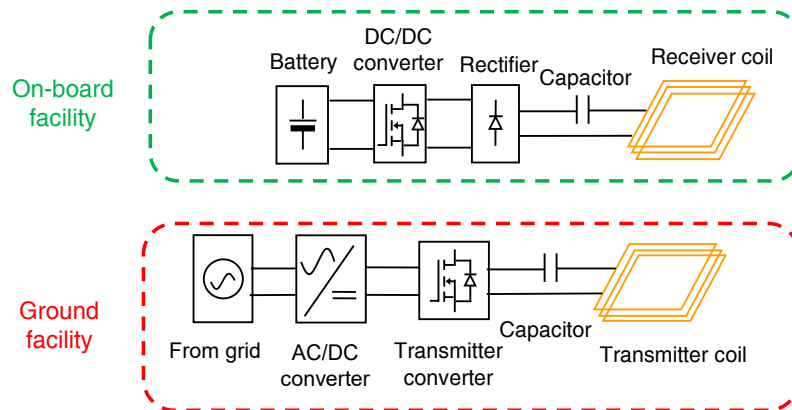 On-board
facility
Battery
DC/DC
converter
Rectifier
Capacitor
Receiver coil
Ground
facility
From grid
AC/DC
converter
Transmitter
converter
Capacitor
Transmitter coil